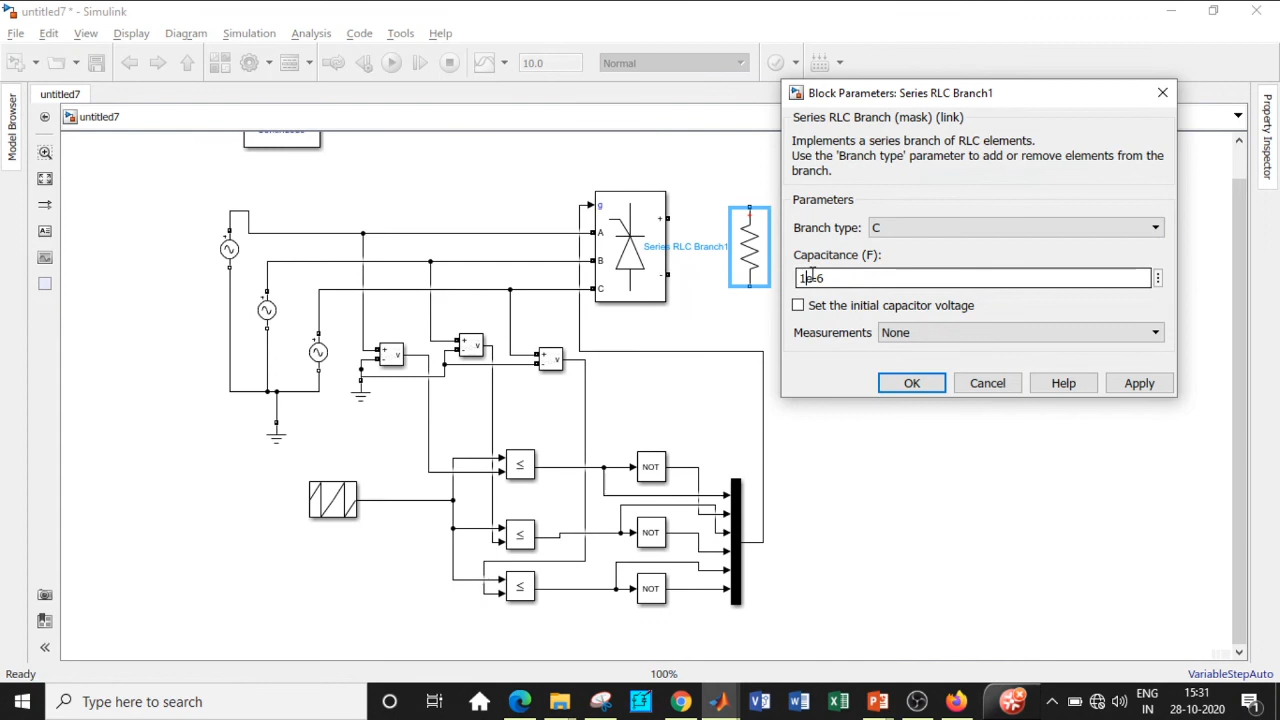 untitled7 * - Simulink
File Edit View Display Diagram Simulation Analysis Code Tools Help
10.0
Normal
untitled7
untitled7
Model Browser
Property Inspector
Block Parameters: Series RLC Branch1
Series RLC Branch (mask) (link)
Implements a series branch of RLC elements.
Use the 'Branch type' parameter to add or remove elements from the
branch.
Parameters
Branch type: C
Capacitance (F):
1e-6
Set the initial capacitor voltage
Measurements None
OK Cancel Help Apply
g
A
B
C
+
-
Series RLC Branch1
+
- v
+
- v
+
- v
≤
≤
≤
NOT
NOT
NOT
Ready
100%
VariableStepAuto
Type here to search
ENG
IN
15:31
28-10-2020